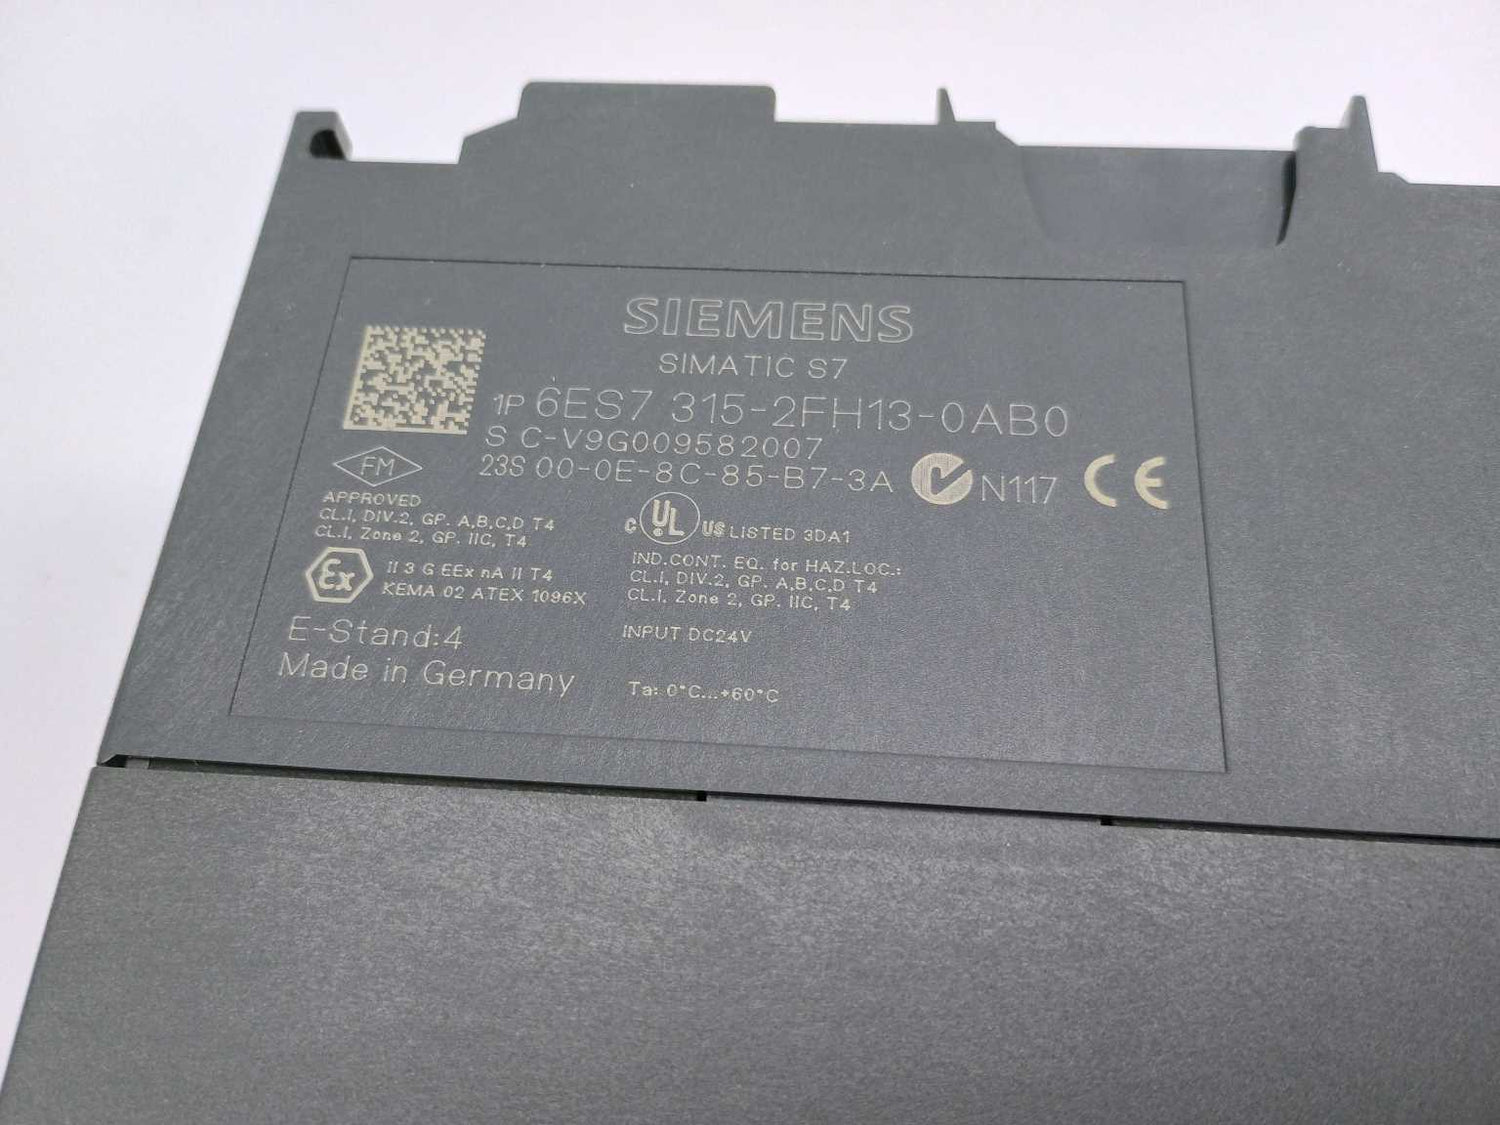 SIEMENS
SIMATIC S7
1P 6ES7 315-2FH13-0AB0
S C-V9G009582007
23S 00-0E-8C-85-B7-3A
N117
CE
FM
APPROVED
CL.I, DIV.2, GP. A,B,C,D T4
CL.I, Zone 2, GP. IIC, T4
C UL US LISTED 3DA1
IND.CONT. EQ. for HAZ.LOC.:
CL.I, DIV.2, GP. A,B,C,D T4
CL.I, Zone 2, GP. IIC, T4
Ex II 3 G EEx nA II T4
KEMA 02 ATEX 1096X
E-Stand:4
Made in Germany
INPUT DC24V
Ta: 0°C...+60°C